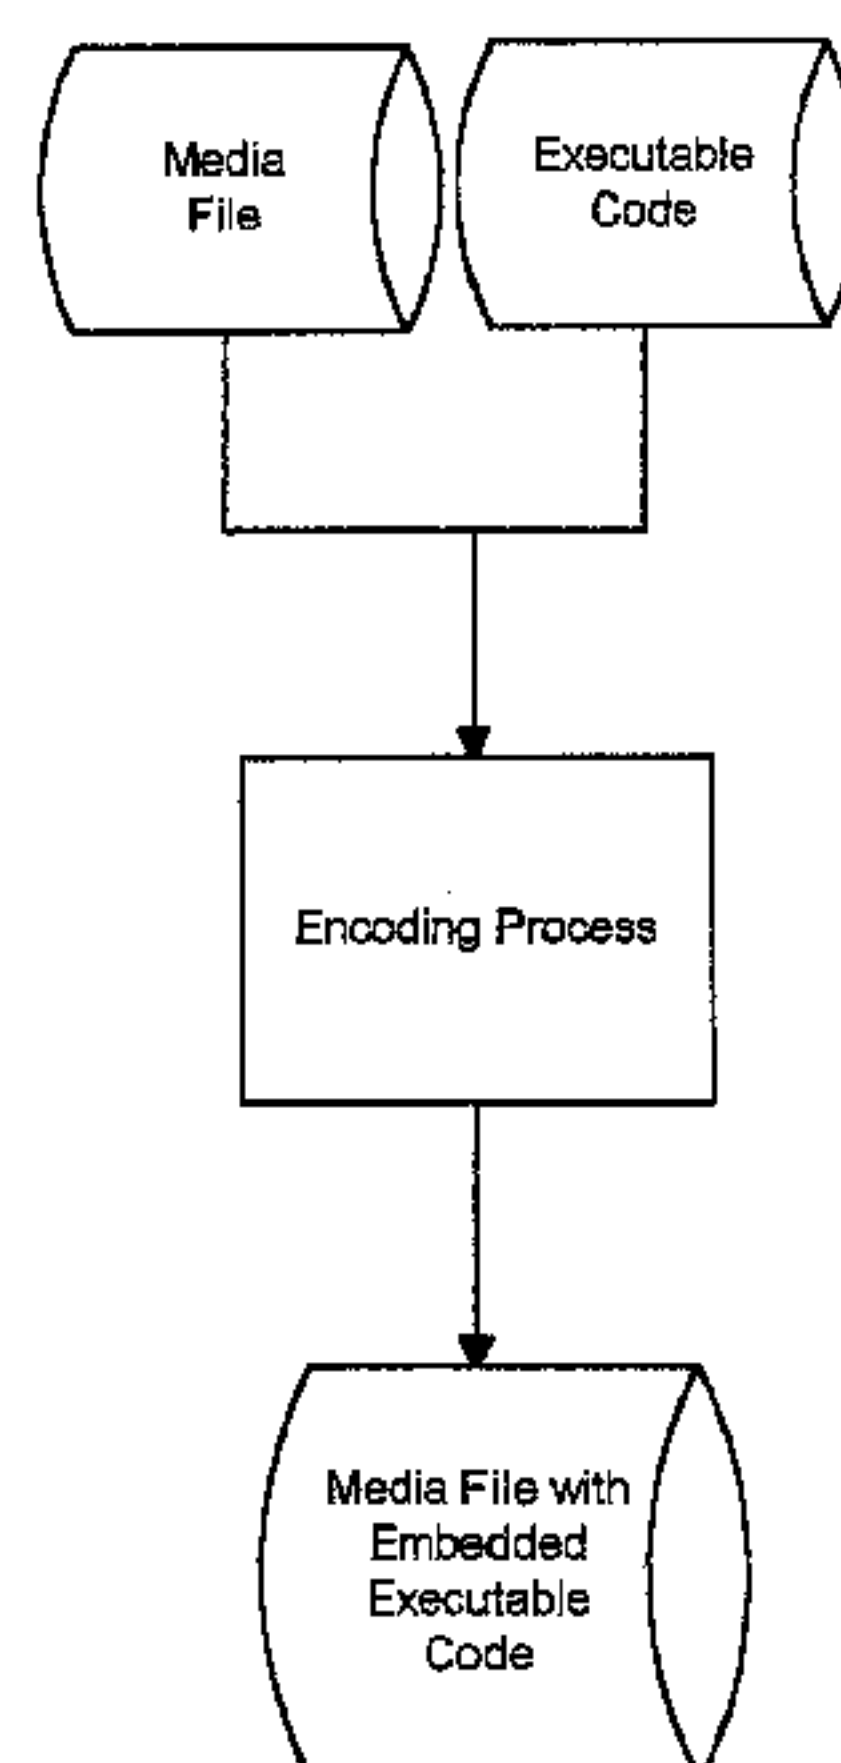 Media
File
Executable
Code
Encoding Process
Media File with
Embedded
Executable
Code